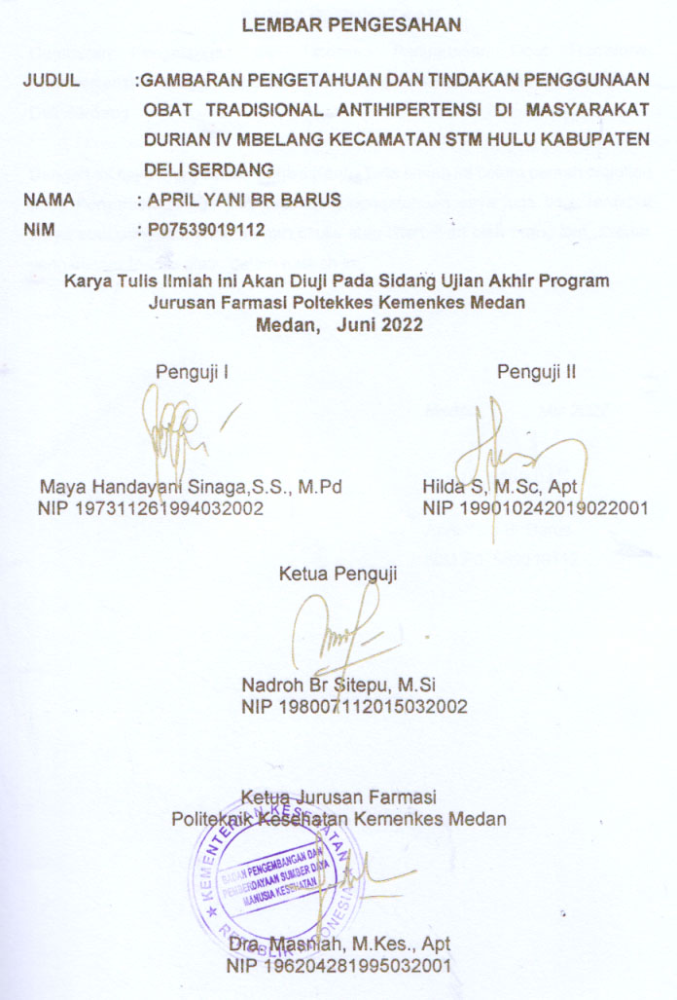 LEMBAR PENGESAHAN
JUDUL :GAMBARAN PENGETAHUAN DAN TINDAKAN PENGGUNAAN
OBAT TRADISIONAL ANTIHIPERTENSI DI MASYARAKAT
DURIAN IV MBELANG KECAMATAN STM HULU KABUPATEN
DELI SERDANG
NAMA : APRIL YANI BR BARUS
NIM : P07539019112
Karya Tulis Ilmiah Ini Akan Diuji Pada Sidang Ujian Akhir Program
Jurusan Farmasi Poltekkes Kemenkes Medan
Medan, Juni 2022
Penguji I Penguji II
Maya Handayani Sinaga,S.S., M.Pd Hilda S, M.Sc, Apt
NIP 197311261994032002 NIP 199010242019022001
Ketua Penguji
Nadroh Br Sitepu, M.Si
NIP 198007112015032002
Ketua Jurusan Farmasi
Politeknik Kesehatan Kemenkes Medan
KEMENTERIAN KESEHATAN
BADAN PENGEMBANGAN DAN
PEMBERDAYAAN SUMBER DAYA
MANUSIA KESEHATAN
REPUBLIK INDONESIA
Dra. Masniah, M.Kes., Apt
NIP 196204281995032001